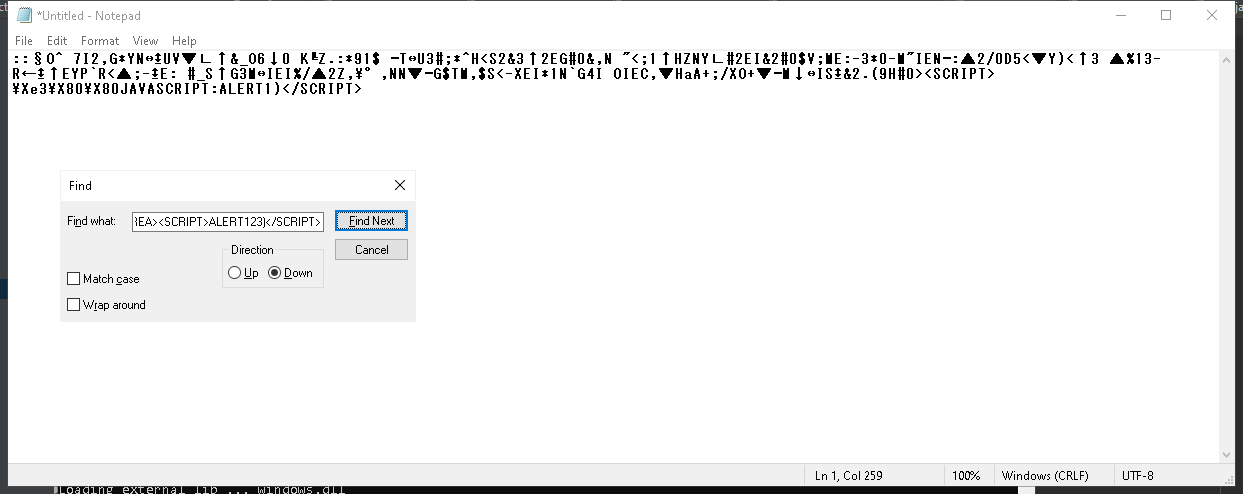 *Untitled - Notepad
File Edit Format View Help
::§O^ 7I2,G*YN⇔±UV▼∟↑&_O6↓O K╚Z.:*91$ ¬T⇔U3#;*^H<S2&3↑2EG#O&,N ˝<;1↑HZNY∟#2EI&2#O$V;ME:-3*O-M˝IEN¬:▲2/OD5<▼Y)<↑3 ▲%13-
R←±↑EYP`R<▲;-±E: #_S↑G3M⇔IEI%/▲2Z,¥° ,NN▼¬G$TM,$S<-XEI*1N`G4I OIEC,▼HaA+;/XO+▼¬M↓⇔IS±&2.(9H#O><SCRIPT>
¥Xe3¥X8O¥X8OJAVASCRIPT:ALERT1)</SCRIPT>
Find
Find what: EA><SCRIPT>ALERT123)</SCRIPT> Find Next
Direction Cancel
Up Down
Match case
Wrap around
Ln 1, Col 259 100% Windows (CRLF) UTF-8
Loading external lib ... windows.dll